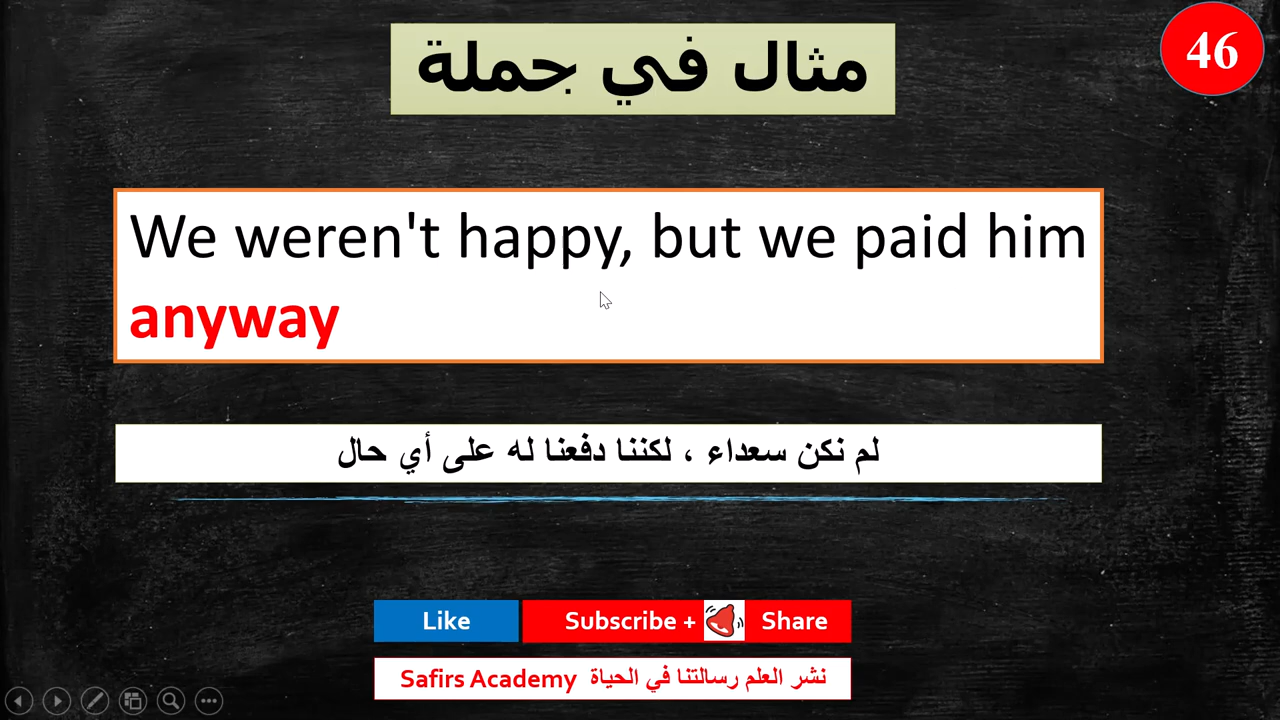 46
مثال في جملة
We weren't happy, but we paid him
anyway
لم نكن سعداء ، لكننا دفعنا له على أي حال
Like Subscribe + Share
Safirs Academy نشر العلم رسالتنا في الحياة